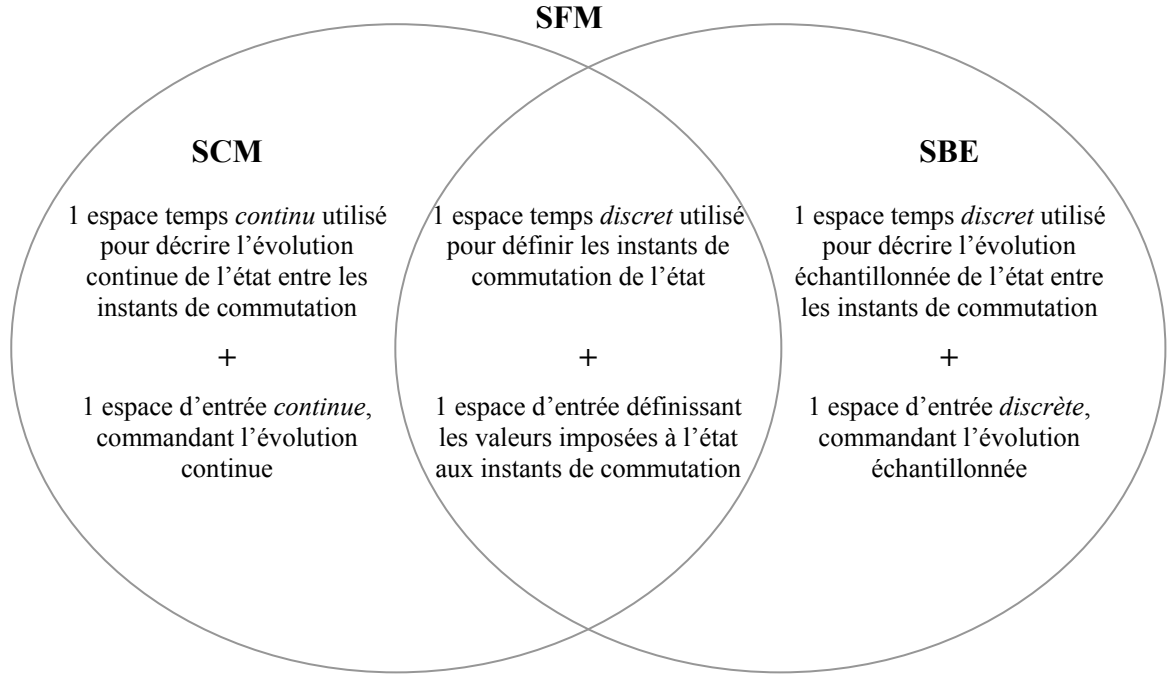 SFM
SCM
1 espace temps continu utilisé
pour décrire l’évolution
continue de l’état entre les
instants de commutation
+
1 espace d’entrée continue,
commandant l’évolution
continue
1 espace temps discret utilisé
pour définir les instants de
commutation de l’état
+
1 espace d’entrée définissant
les valeurs imposées à l’état
aux instants de commutation
SBE
1 espace temps discret utilisé
pour décrire l’évolution
échantillonnée de l’état entre
les instants de commutation
+
1 espace d’entrée discrète,
commandant l’évolution
échantillonnée